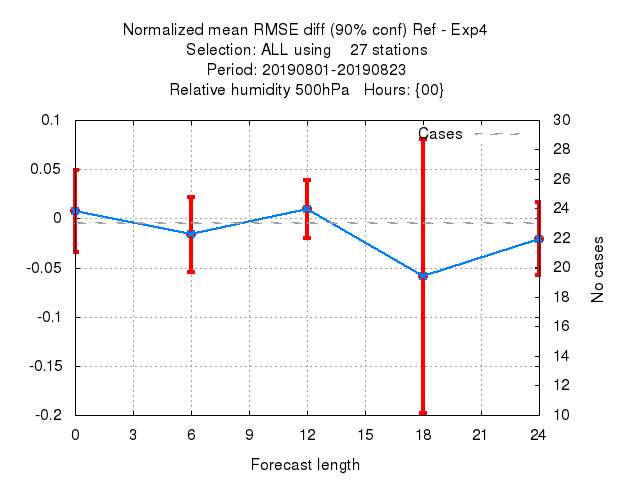 Normalized mean RMSE diff (90% conf) Ref - Exp4
Selection: ALL using    27 stations
Period: 20190801-20190823
Relative humidity 500hPa   Hours: {00}
Cases
0.1
0.05
0
-0.05
-0.1
-0.15
-0.2
30
28
26
24
22
20
18
16
14
12
10
No cases
0 3 6 9 12 15 18 21 24
Forecast length